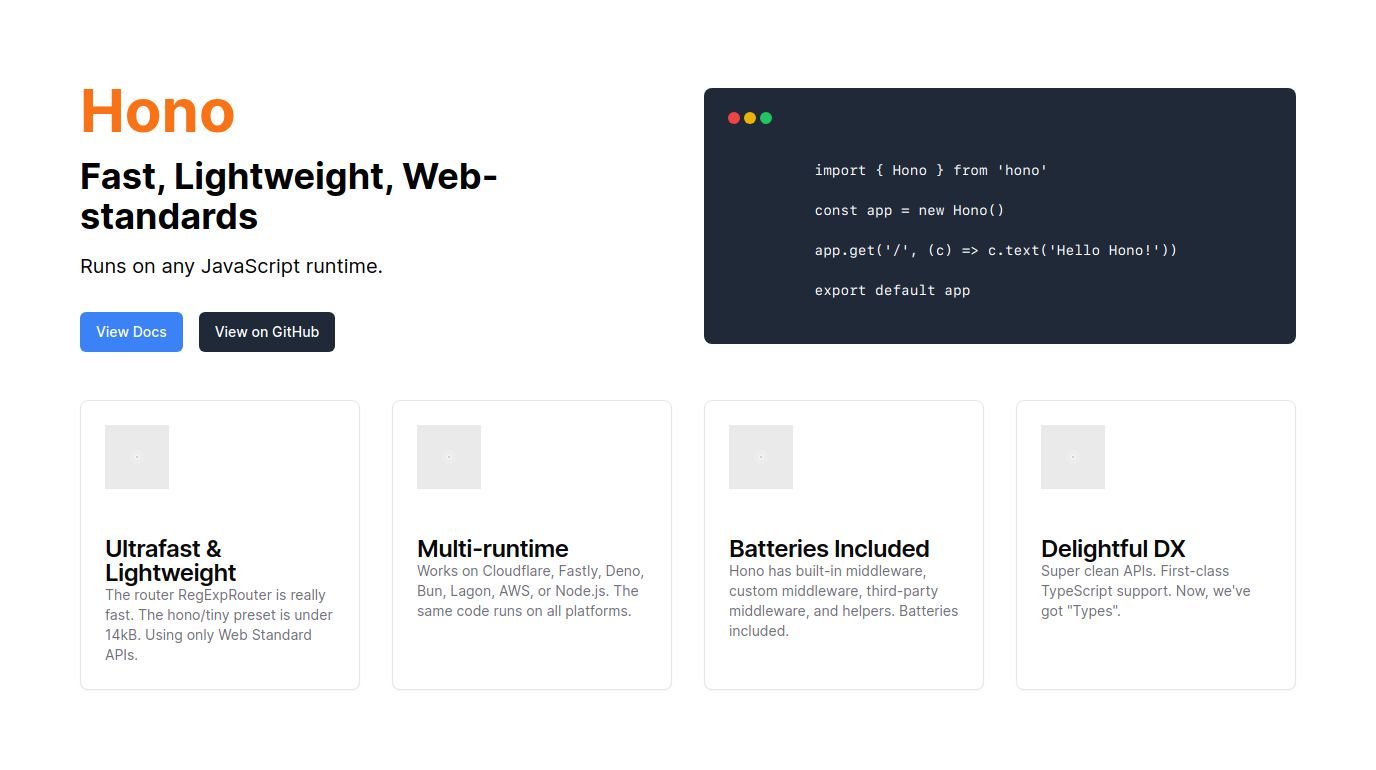 Hono
Fast, Lightweight, Web-
standards
Runs on any JavaScript runtime.
View Docs
View on GitHub
import { Hono } from 'hono'
const app = new Hono()
app.get('/', (c) => c.text('Hello Hono!'))
export default app
Ultrafast &
Lightweight
The router RegExpRouter is really
fast. The hono/tiny preset is under
14kB. Using only Web Standard
APIs.
Multi-runtime
Works on Cloudflare, Fastly, Deno,
Bun, Lagon, AWS, or Node.js. The
same code runs on all platforms.
Batteries Included
Hono has built-in middleware,
custom middleware, third-party
middleware, and helpers. Batteries
included.
Delightful DX
Super clean APIs. First-class
TypeScript support. Now, we've
got "Types".